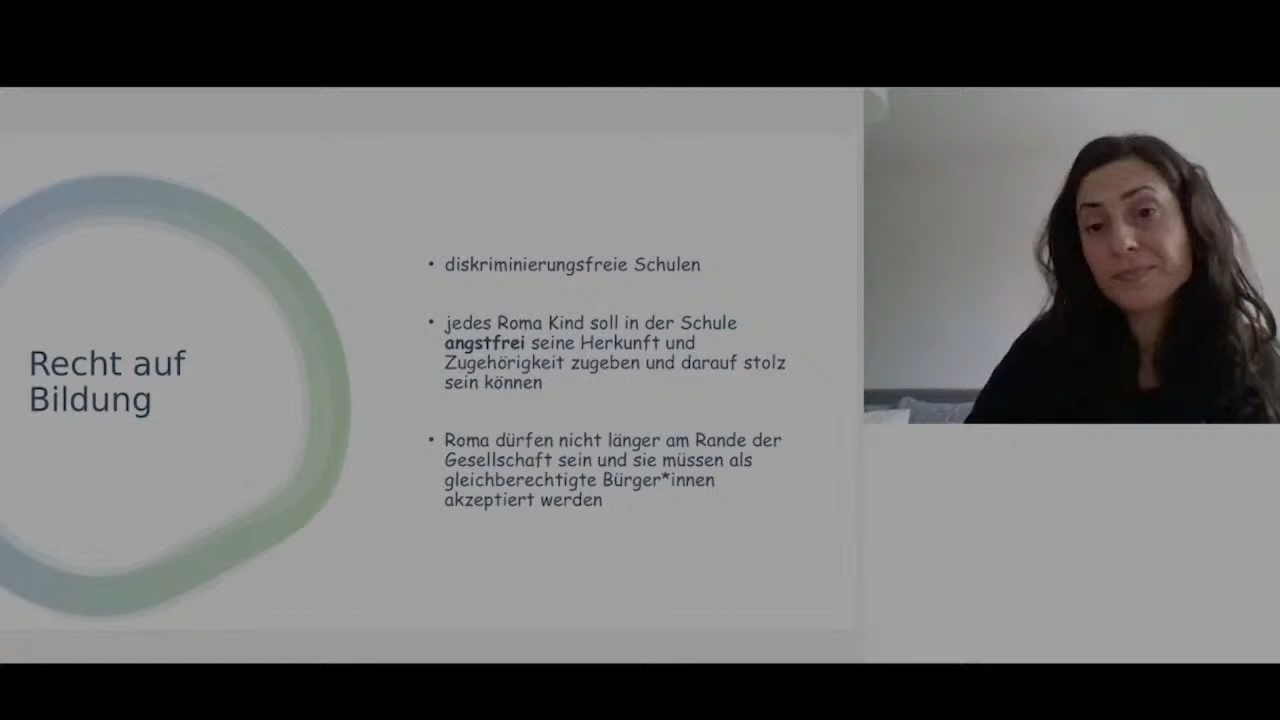 Recht auf
Bildung
• diskriminierungsfreie Schulen
• jedes Roma Kind soll in der Schule
angstfrei seine Herkunft und
Zugehörigkeit zugeben und darauf stolz
sein können
• Roma dürfen nicht länger am Rande der
Gesellschaft sein und sie müssen als
gleichberechtigte Bürger*innen
akzeptiert werden